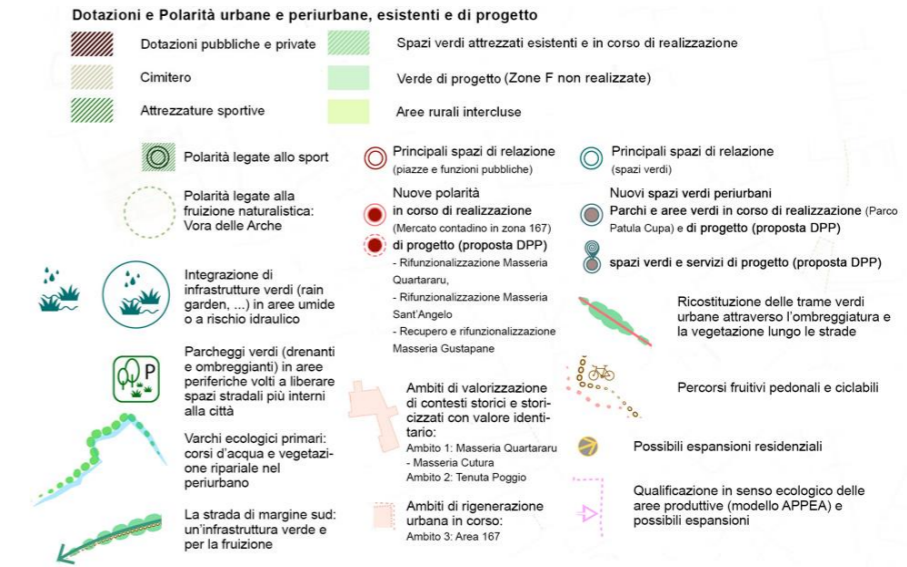 Dotazioni e Polarità urbane e periurbane, esistenti e di progetto
Dotazioni pubbliche e private
Cimitero
Attrezzature sportive
Spazi verdi attrezzati esistenti e in corso di realizzazione
Verde di progetto (Zone F non realizzate)
Aree rurali intercluse
Polarità legate allo sport
Polarità legate alla
fruizione naturalistica:
Vora delle Arche
Integrazione di
infrastrutture verdi (rain
garden, ...) in aree umide
o a rischio idraulico
P
Parcheggi verdi (drenanti
e ombreggianti) in aree
periferiche volti a liberare
spazi stradali più interni
alla città
Varchi ecologici primari:
corsi d'acqua e vegetazi-
one ripariale nel
periurbano
La strada di margine sud:
un'infrastruttura verde e
per la fruizione
Principali spazi di relazione
(piazze e funzioni pubbliche)
Nuove polarità
in corso di realizzazione
(Mercato contadino in zona 167)
di progetto (proposta DPP)
- Rifunzionalizzazione Masseria
Quartararu,
- Rifunzionalizzazione Masseria
Sant'Angelo
- Recupero e rifunzionalizzazione
Masseria Gustapane
Ambiti di valorizzazione
di contesti storici e stori-
cizzati con valore identi-
tario:
Ambito 1: Masseria Quartararu
- Masseria Cutura
Ambito 2: Tenuta Poggio
Ambiti di rigenerazione
urbana in corso:
Ambito 3: Area 167
Principali spazi di relazione
(spazi verdi)
Nuovi spazi verdi periurbani
Parchi e aree verdi in corso di realizzazione (Parco
Patula Cupa) e di progetto (proposta DPP)
spazi verdi e servizi di progetto (proposta DPP)
Ricostituzione delle trame verdi
urbane attraverso l'ombreggiatura e
la vegetazione lungo le strade
Percorsi fruitivi pedonali e ciclabili
Possibili espansioni residenziali
Qualificazione in senso ecologico delle
aree produttive (modello APPEA) e
possibili espansioni